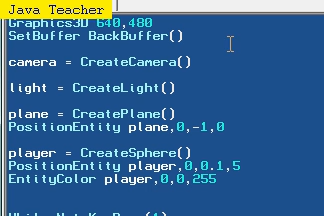 Java Teacher
Graphics3D 640,480
SetBuffer BackBuffer()
camera = CreateCamera()
light = CreateLight()
plane = CreatePlane()
PositionEntity plane,0,-1,0
player = CreateSphere()
PositionEntity player,0,0.1,5
EntityColor player,0,0,255